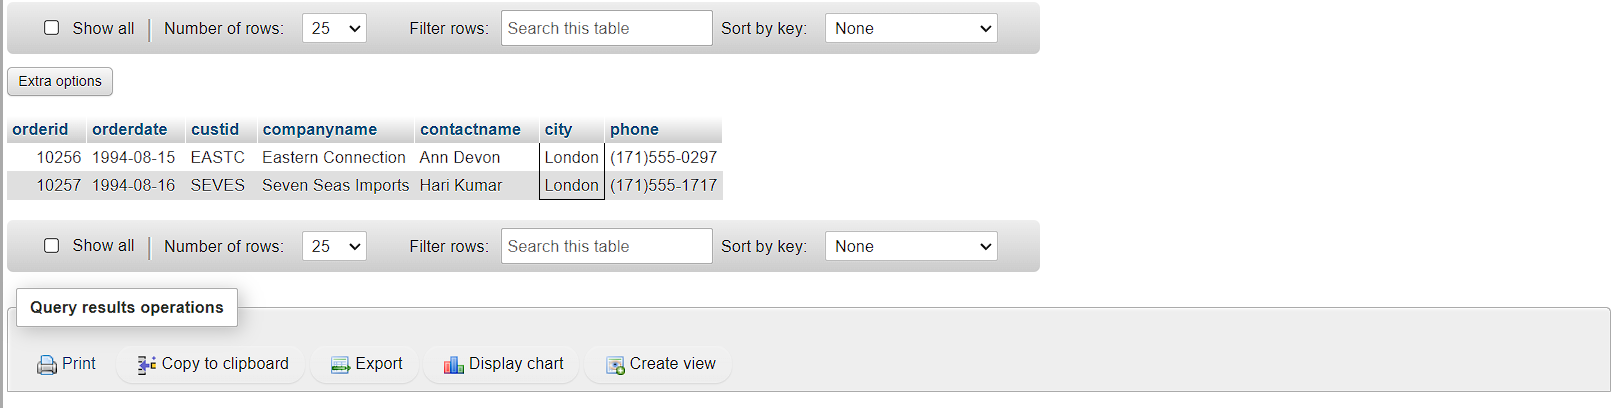 Show all Number of rows: 25 Filter rows: Search this table Sort by key: None
Extra options
orderid orderdate custid companyname contactname city phone
10256 1994-08-15 EASTC Eastern Connection Ann Devon London (171)555-0297
10257 1994-08-16 SEVES Seven Seas Imports Hari Kumar London (171)555-1717
Show all Number of rows: 25 Filter rows: Search this table Sort by key: None
Query results operations
Print Copy to clipboard Export Display chart Create view